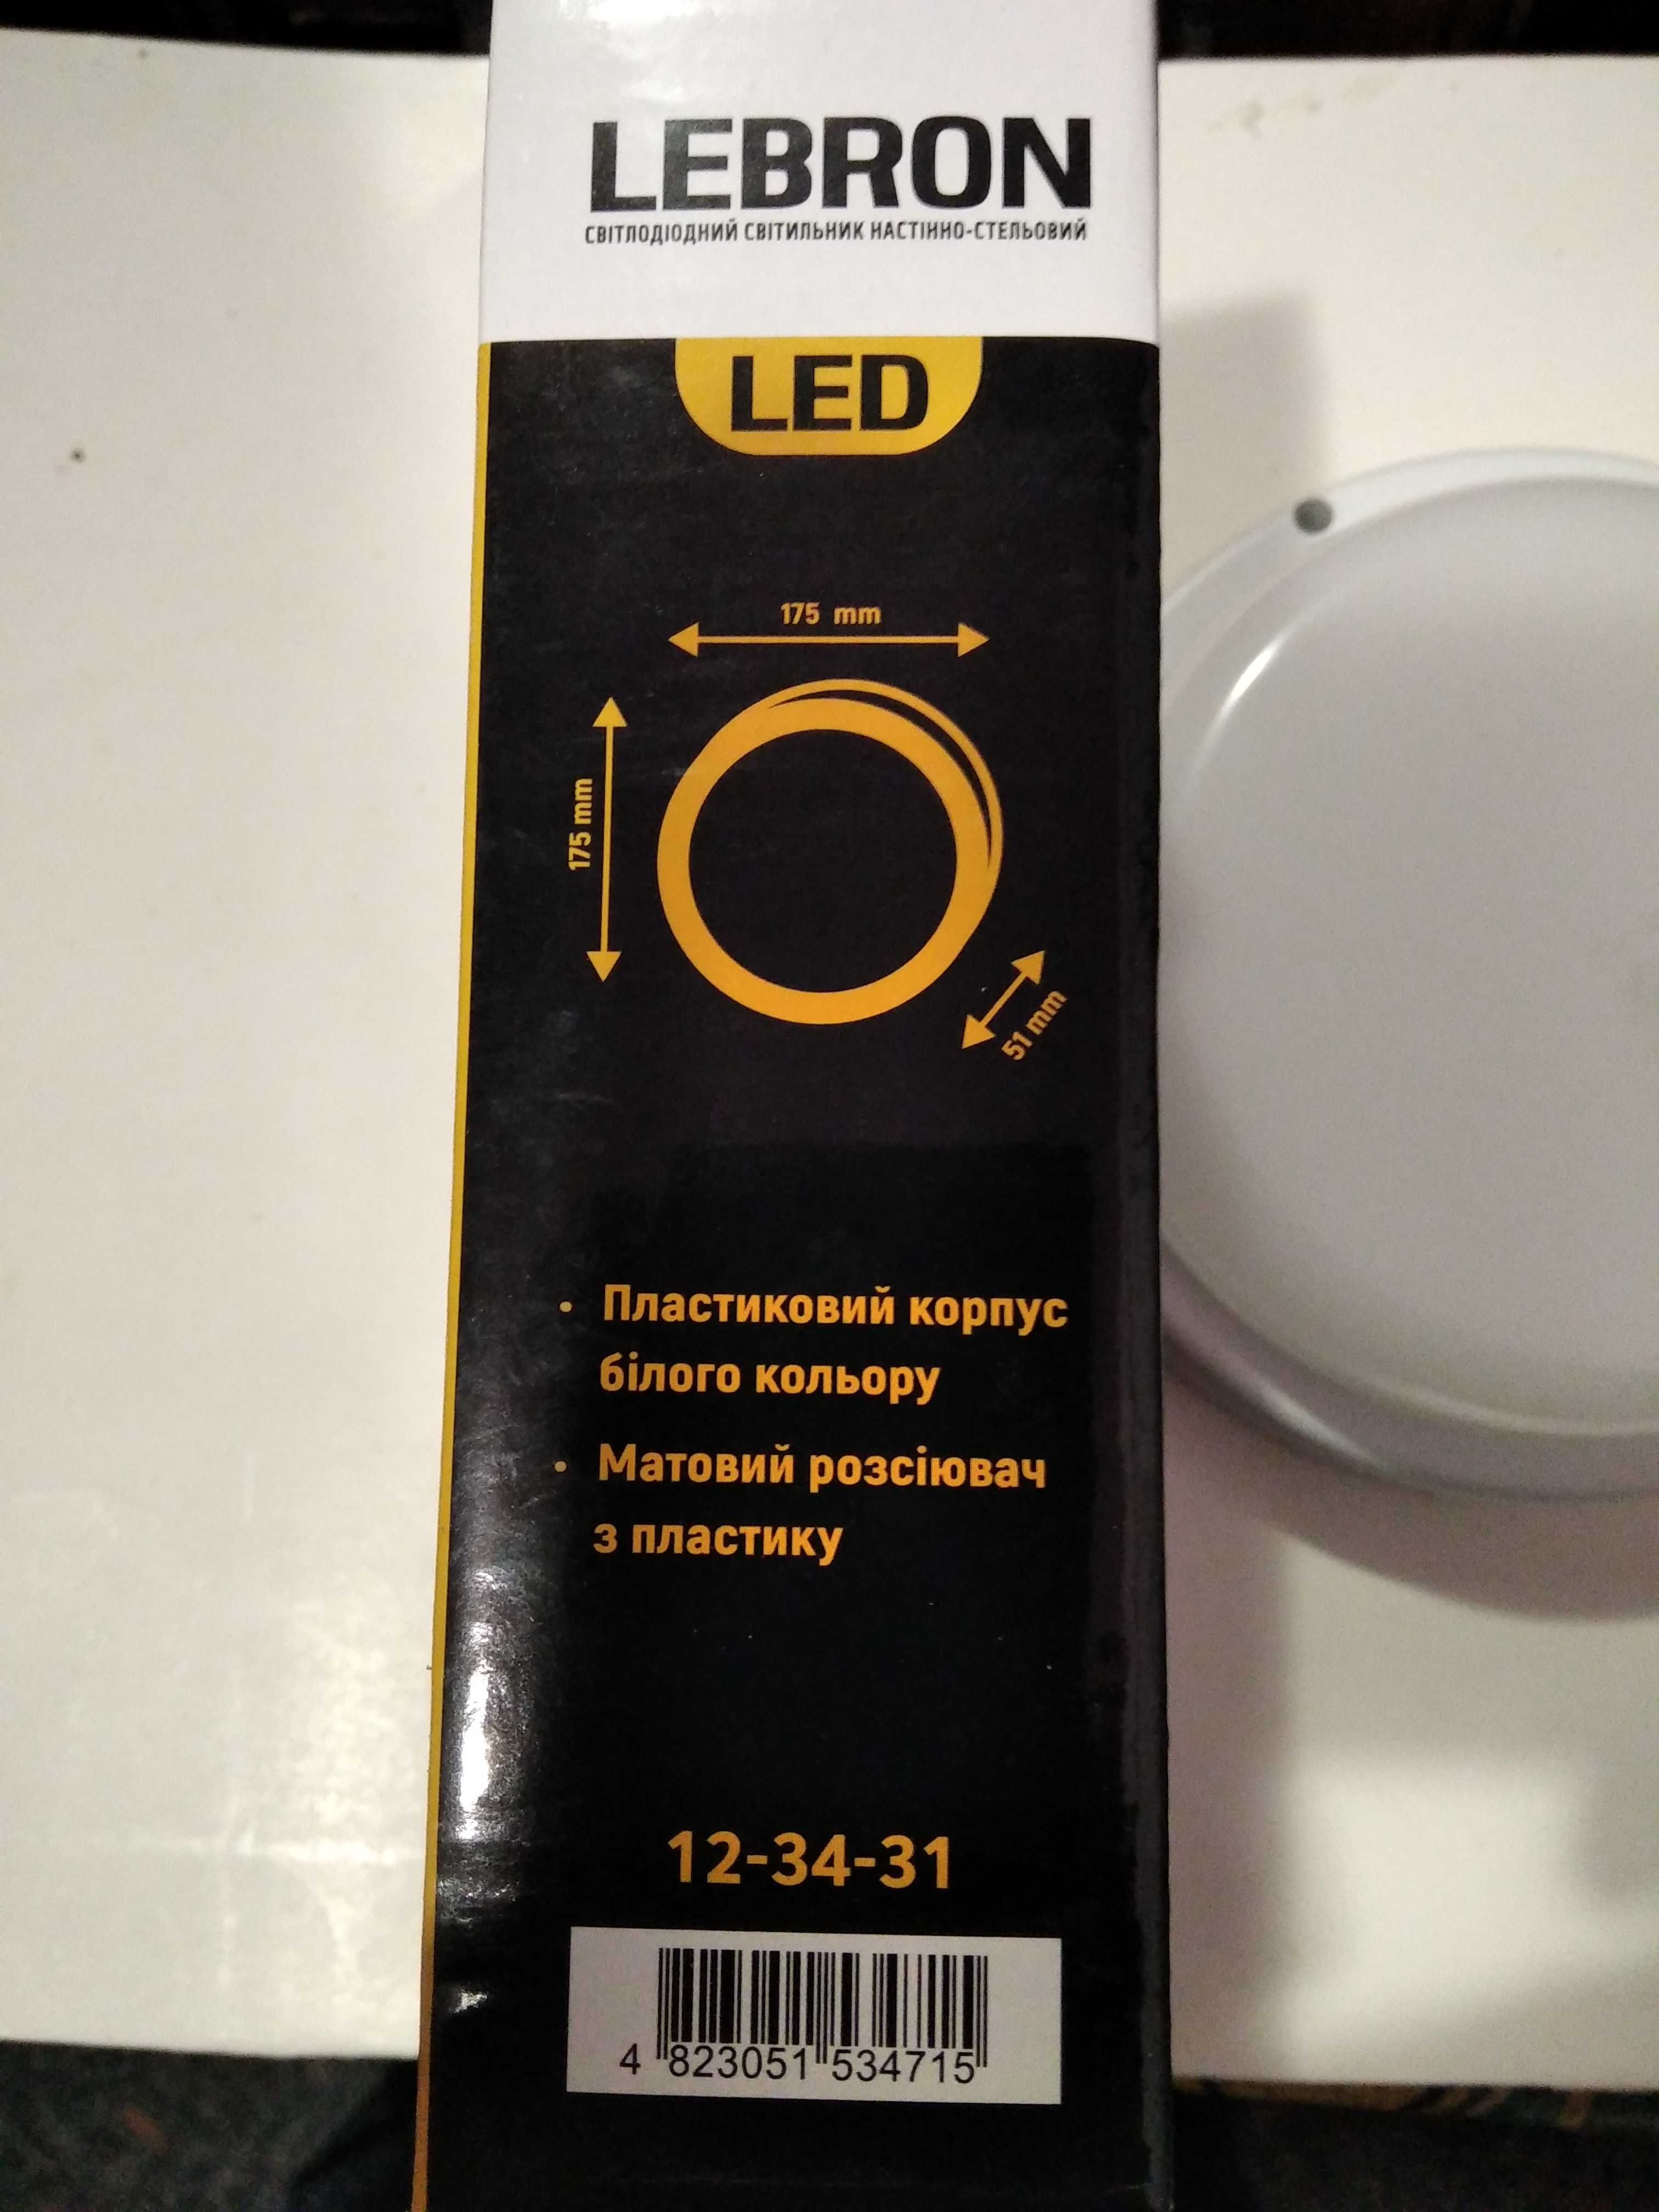 LEBRON
СВІТЛОДІОДНИЙ СВІТИЛЬНИК НАСТІННО-СТЕЛЬОВИЙ
LED
175 mm
175 mm
51 mm
• Пластиковий корпус
білого кольору
• Матовий розсіювач
з пластику
12-34-31
4 823051 534715